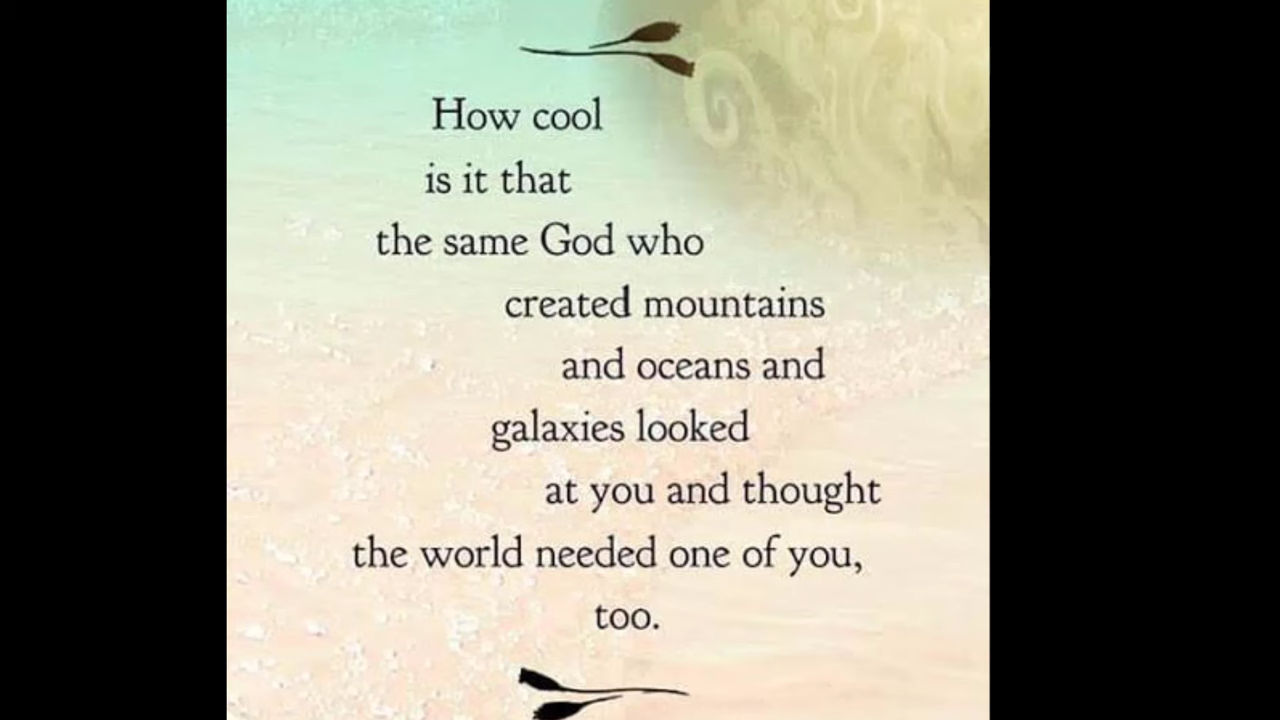 How cool
is it that
the same God who
created mountains
and oceans and
galaxies looked
at you and thought
the world needed one of you,
too.